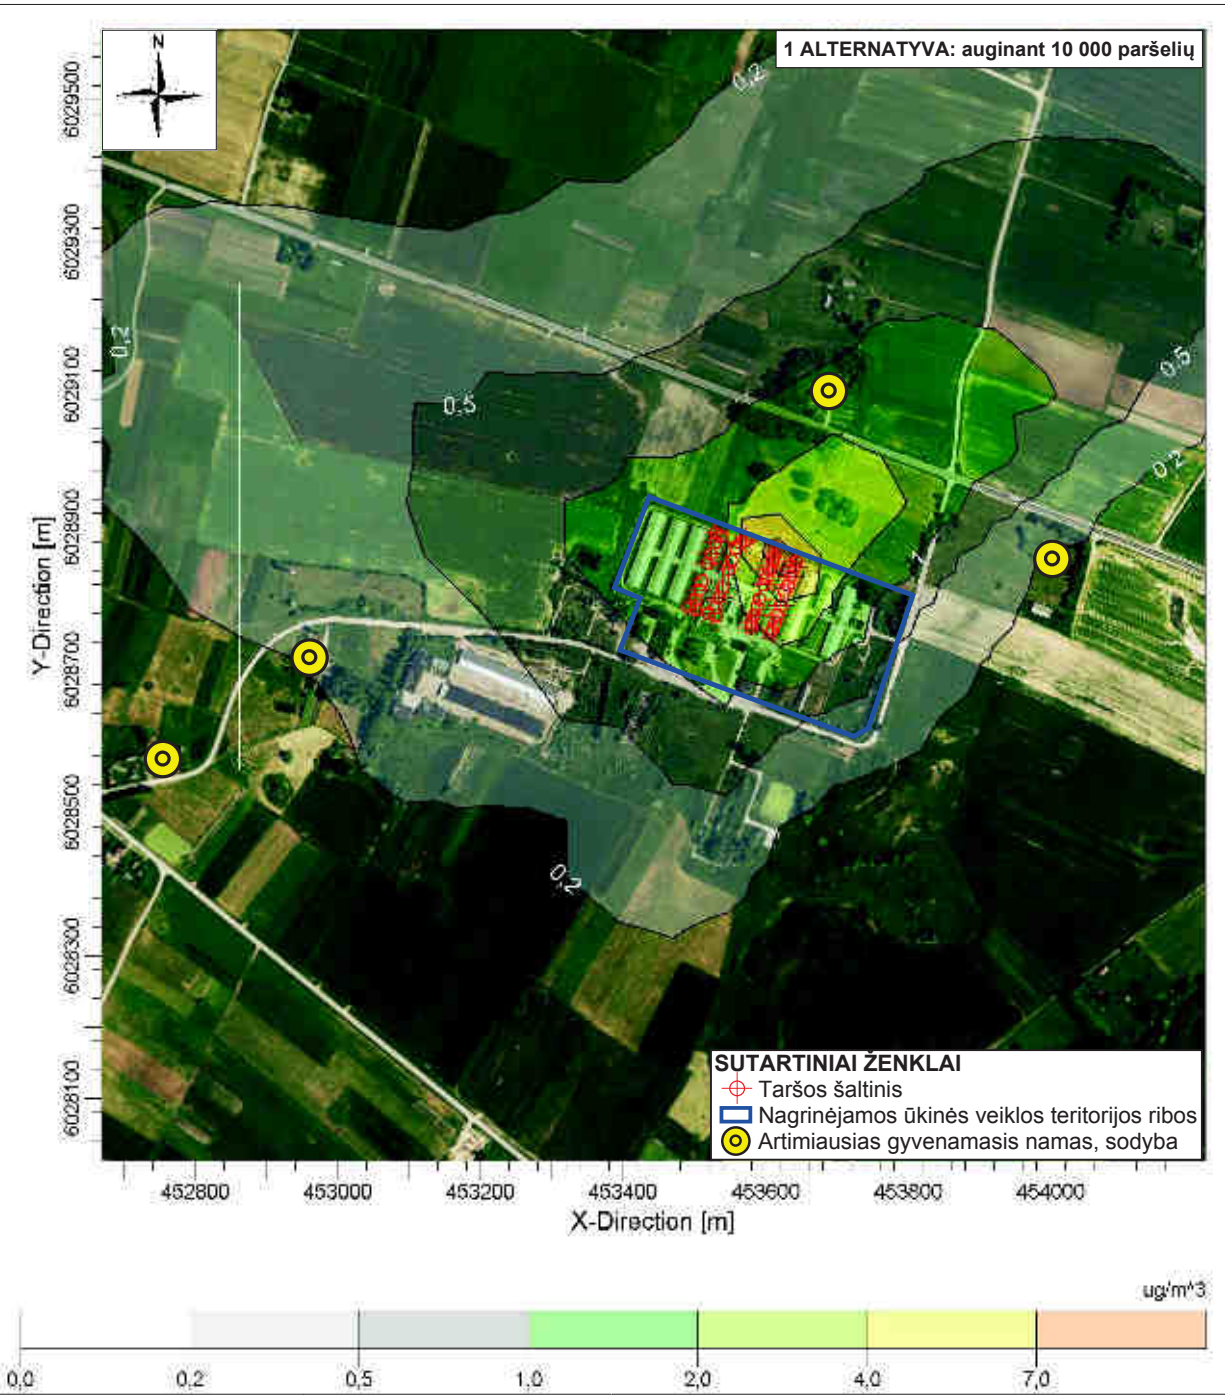 1 ALTERNATYVA: auginant 10 000 paršelių
N
0,2
0,2
0,5
0,5
0,2
1
0,2
Y-Direction [m]
6029500
6029300
6029100
6028900
6028700
6028500
6028300
6028100
SUTARTINIAI ŽENKLAI
Taršos šaltinis
Nagrinėjamos ūkinės veiklos teritorijos ribos
Artimiausias gyvenamasis namas, sodyba
452800 453000 453200 453400 453600 453800 454000
X-Direction [m]
ug/m^3
0,0 0,2 0,5 1,0 2,0 4,0 7,0